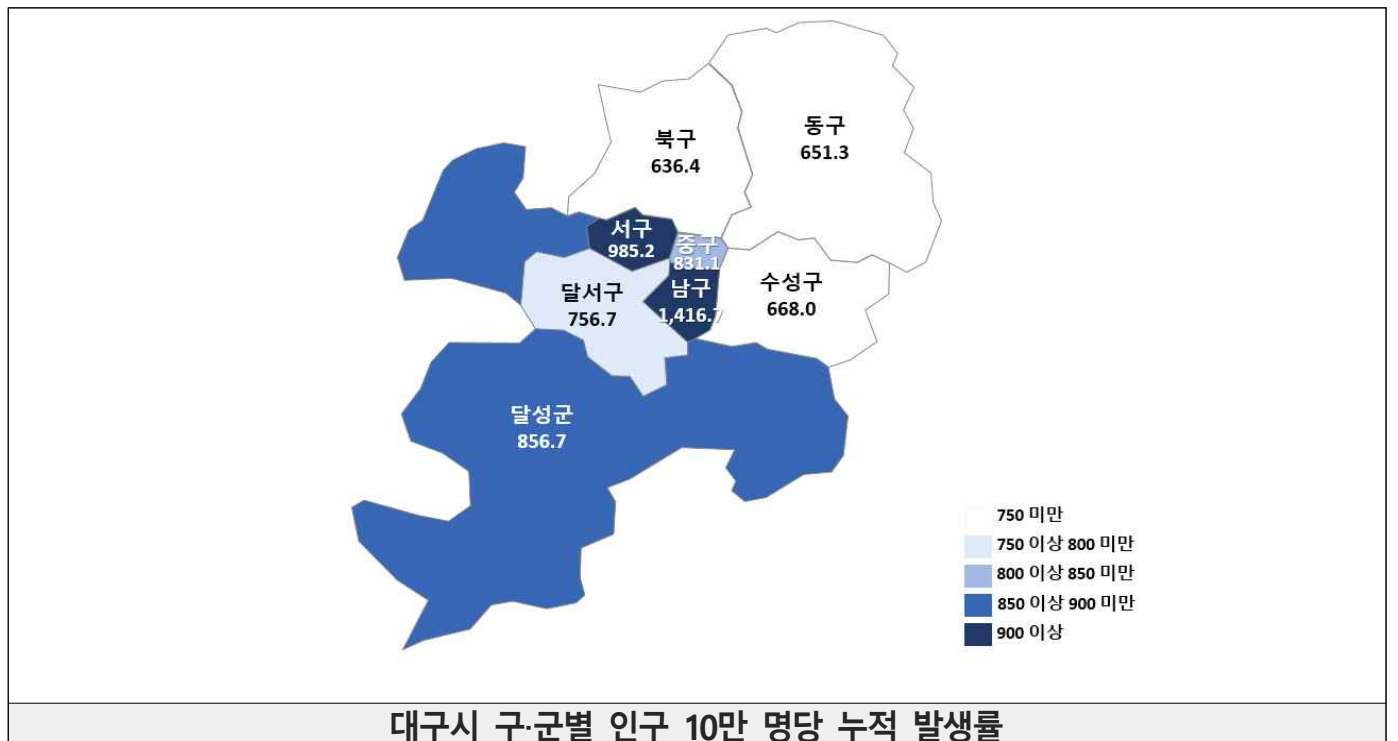 동구
651.3
북구
636.4
서구
985.2
중구
831.1
수성구
668.0
달서구
756.7
남구
1,416.7
달성군
856.7
750 미만
750 이상 800 미만
800 이상 850 미만
850 이상 900 미만
900 이상
대구시 구·군별 인구 10만 명당 누적 발생률